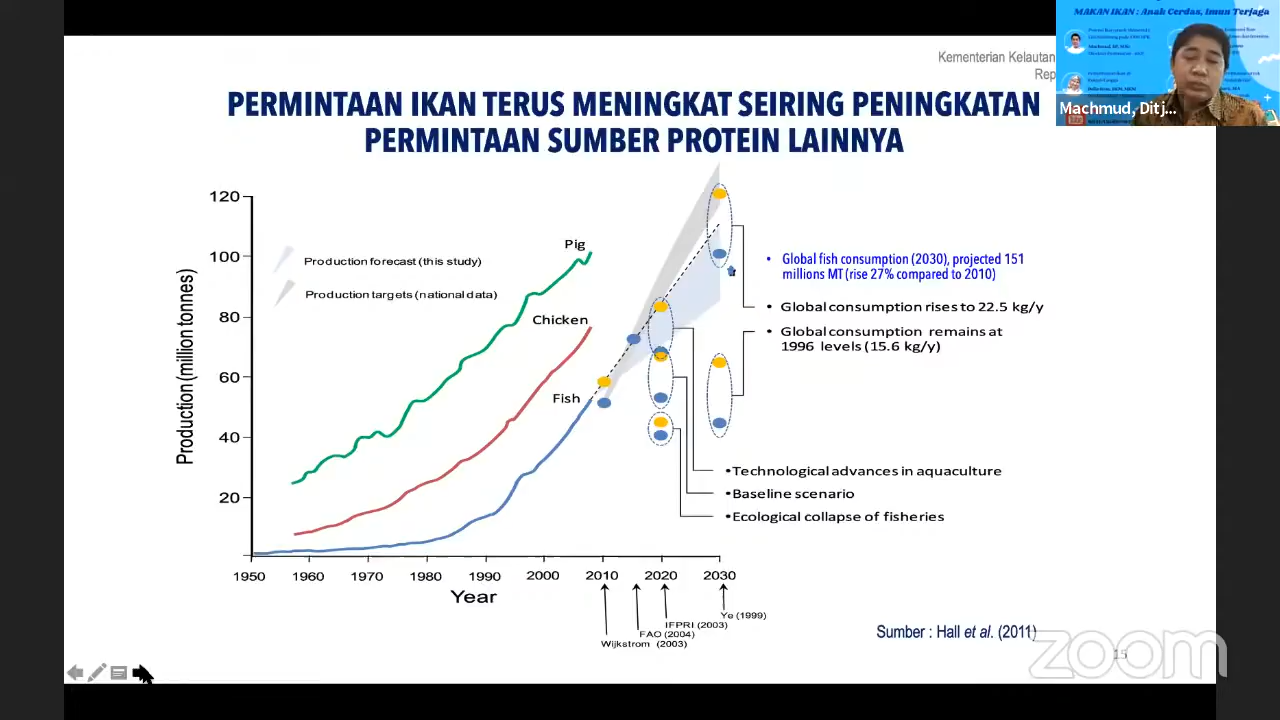 MAKAN IKAN : Anak Cerdas, Imun Terjaga
Machmud, Ditj...
Kementerian Kelautan
Rep
PERMINTAAN IKAN TERUS MENINGKAT SEIRING PENINGKATAN
PERMINTAAN SUMBER PROTEIN LAINNYA
Production (million tonnes)
120
100
80
60
40
20
Production forecast (this study)
Production targets (national data)
Pig
Chicken
Fish
• Global fish consumption (2030), projected 151
millions MT (rise 27% compared to 2010)
• Global consumption rises to 22.5 kg/y
• Global consumption remains at
1996 levels (15.6 kg/y)
•Technological advances in aquaculture
•Baseline scenario
•Ecological collapse of fisheries
1950 1960 1970 1980 1990 2000 2010 2020 2030
Year
Ye (1999)
IFPRI (2003)
FAO (2004)
Wijkstrom (2003)
Sumber : Hall et al. (2011)
15
zoom